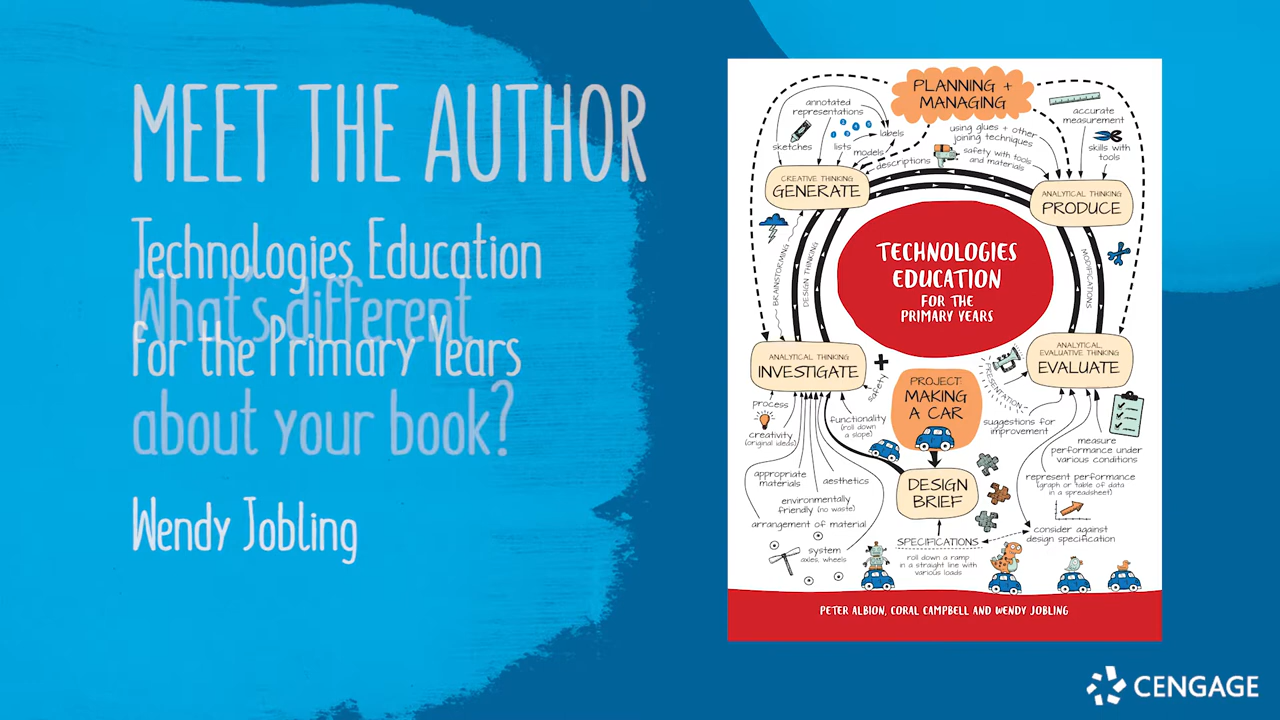 MEET THE AUTHOR
Technologies Education
for the Primary Years
What's different
about your book?
Wendy Jobling
PLANNING +
MANAGING
annotated
representations
sketches
lists
models
labels
descriptions
using glues + other
joining techniques
safety with tools
and materials
accurate
measurement
skills with
tools
CREATIVE THINKING
GENERATE
ANALYTICAL THINKING
PRODUCE
BRAINSTORMING
DESIGN THINKING
MODIFICATIONS
TECHNOLOGIES
EDUCATION
FOR THE
PRIMARY YEARS
ANALYTICAL THINKING
INVESTIGATE
ANALYTICAL,
EVALUATIVE THINKING
EVALUATE
safety
PRESENTATION
PROJECT:
MAKING
A CAR
process
creativity
(original ideas)
functionality
(roll down
a slope)
appropriate
materials
aesthetics
environmentally
friendly (no waste)
arrangement of material
system
axles, wheels
DESIGN
BRIEF
SPECIFICATIONS
roll down a ramp
in a straight line with
various loads
suggestions for
improvement
measure
performance under
various conditions
represent performance
(graph or table of data
in a spreadsheet)
consider against
design specification
PETER ALBION, CORAL CAMPBELL AND WENDY JOBLING
CENGAGE